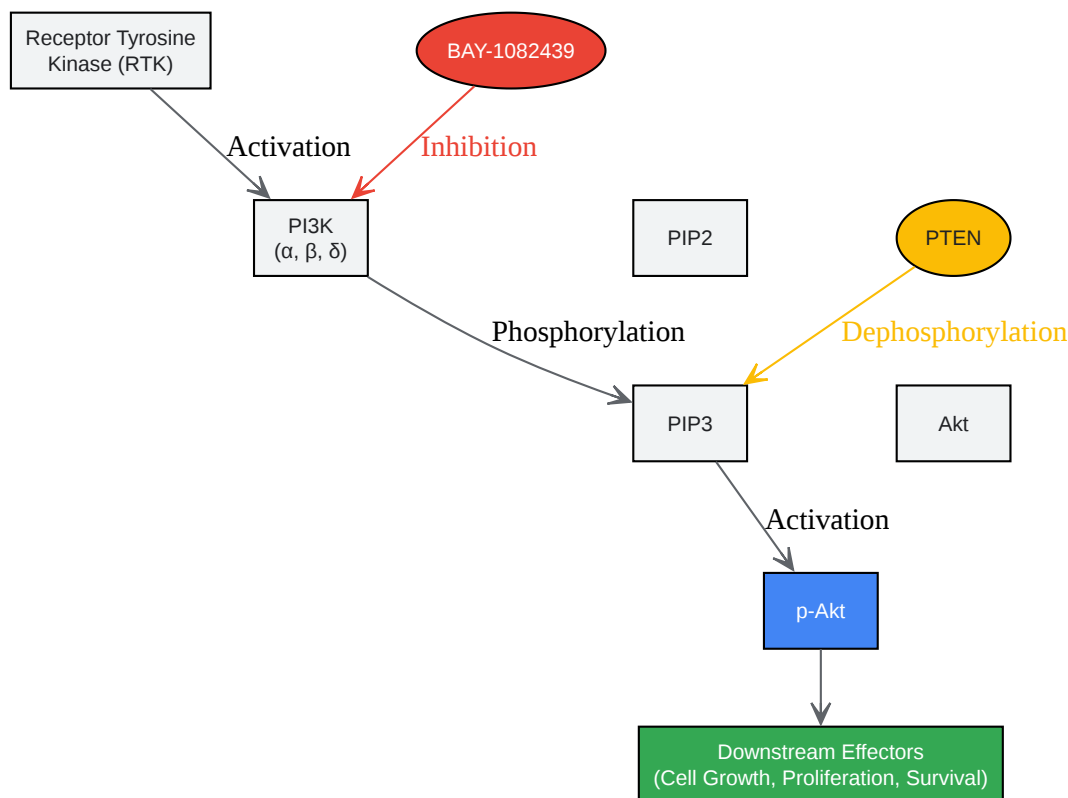 Receptor Tyrosine
Kinase (RTK)
BAY-1082439
Activation
Inhibition
PI3K
(α, β, δ)
PIP2
PTEN
Phosphorylation
Dephosphorylation
PIP3
Akt
Activation
p-Akt
Downstream Effectors
(Cell Growth, Proliferation, Survival)